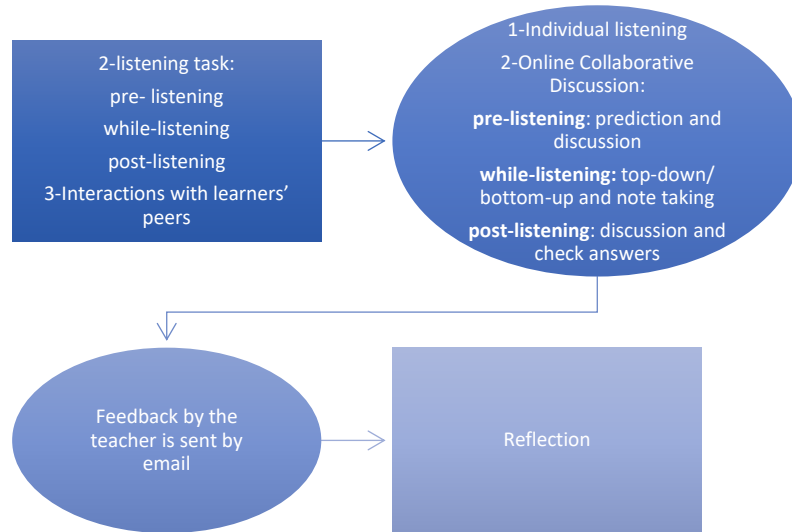 2-listening task:
pre- listening
while-listening
post-listening
3-Interactions with learners’
peers
1-Individual listening
2-Online Collaborative
Discussion:
pre-listening: prediction and
discussion
while-listening: top-down/
bottom-up and note taking
post-listening: discussion and
check answers
Feedback by the
teacher is sent by
email
Reflection